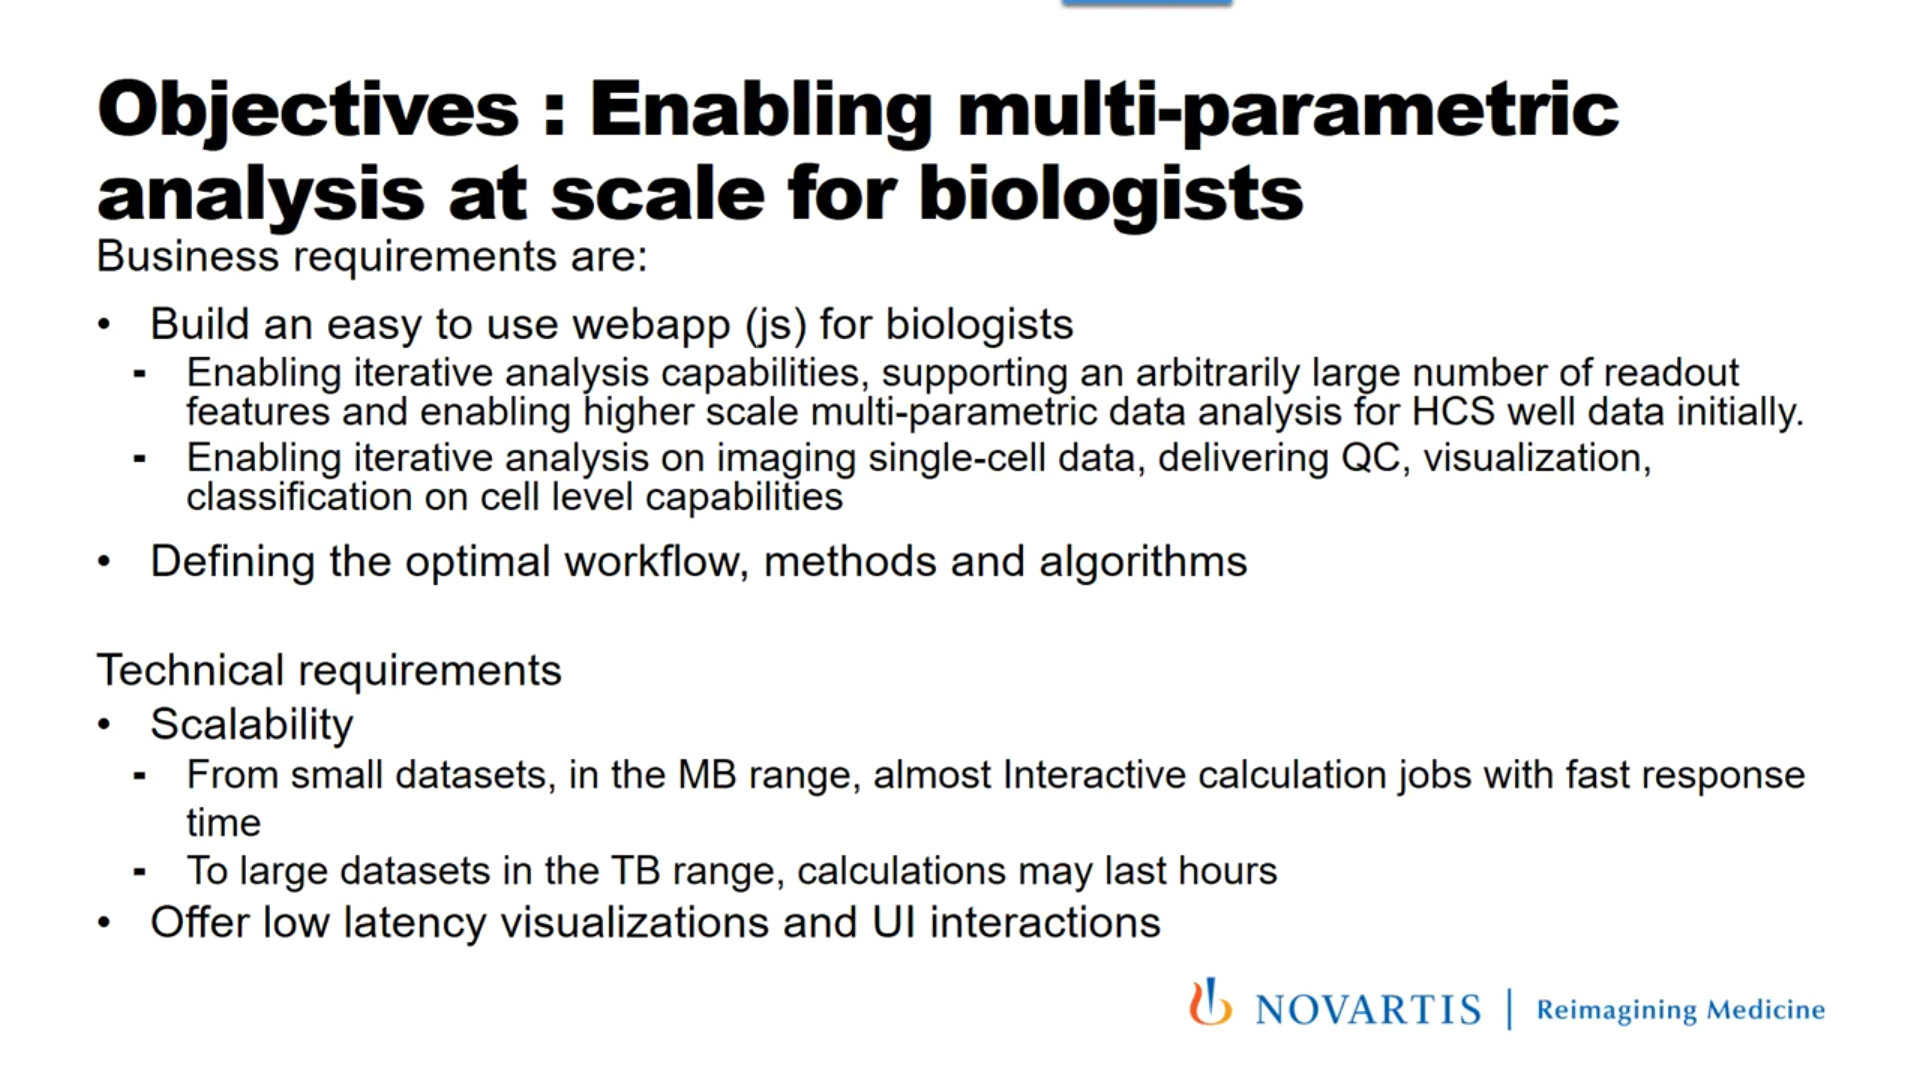 Objectives : Enabling multi-parametric
analysis at scale for biologists
Business requirements are:
• Build an easy to use webapp (js) for biologists
- Enabling iterative analysis capabilities, supporting an arbitrarily large number of readout
features and enabling higher scale multi-parametric data analysis for HCS well data initially.
- Enabling iterative analysis on imaging single-cell data, delivering QC, visualization,
classification on cell level capabilities
• Defining the optimal workflow, methods and algorithms
Technical requirements
• Scalability
- From small datasets, in the MB range, almost Interactive calculation jobs with fast response
time
- To large datasets in the TB range, calculations may last hours
• Offer low latency visualizations and UI interactions
NOVARTIS | Reimagining Medicine